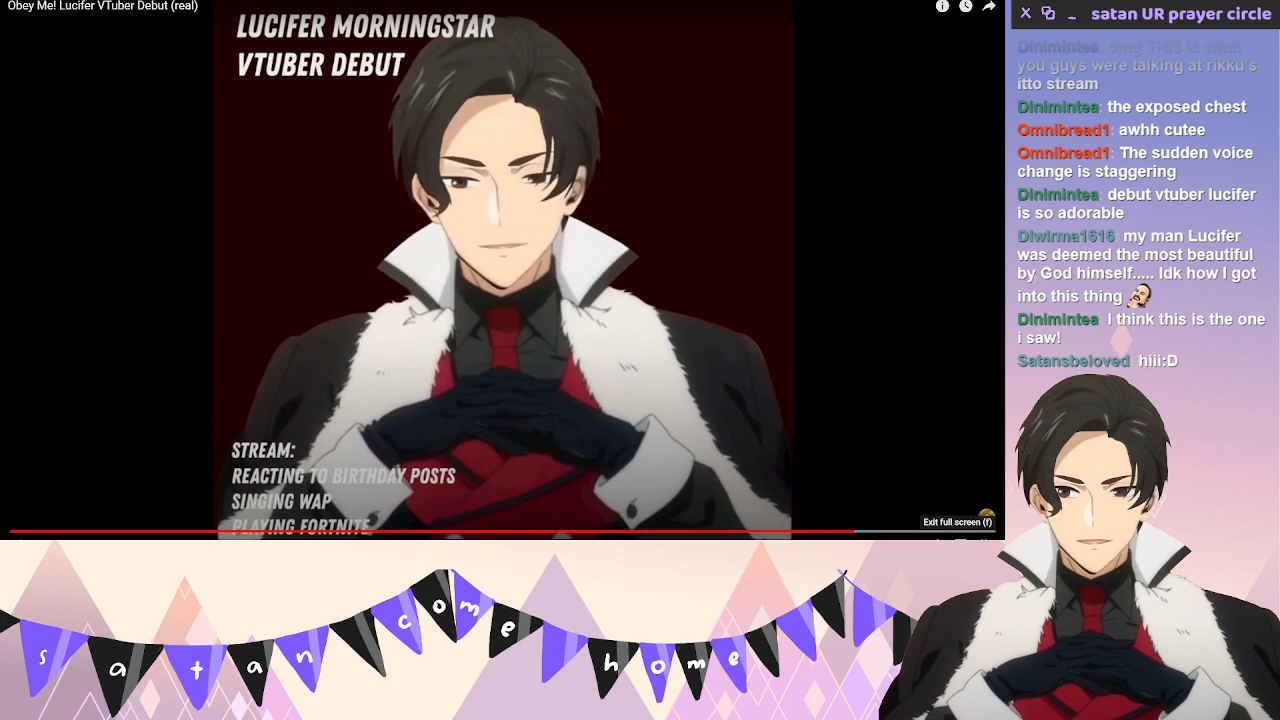 Obey Me! Lucifer VTuber Debut (real)
LUCIFER MORNINGSTAR
VTUBER DEBUT
STREAM:
REACTING TO BIRTHDAY POSTS
SINGING WAP
PLAYING FORTNITE
Exit full screen (f)
satan UR prayer circle
Dinimintea: omg THIS is what
you guys were talking at rikku's
itto stream
Dinimintea: the exposed chest
Omnibread1: awhh cutee
Omnibread1: The sudden voice
change is staggering
Dinimintea: debut vtuber lucifer
is so adorable
Diwirma1616: my man Lucifer
was deemed the most beautiful
by God himself..... Idk how I got
into this thing
Dinimintea: I think this is the one
i saw!
Satansbeloved: hiii:D
satan come home